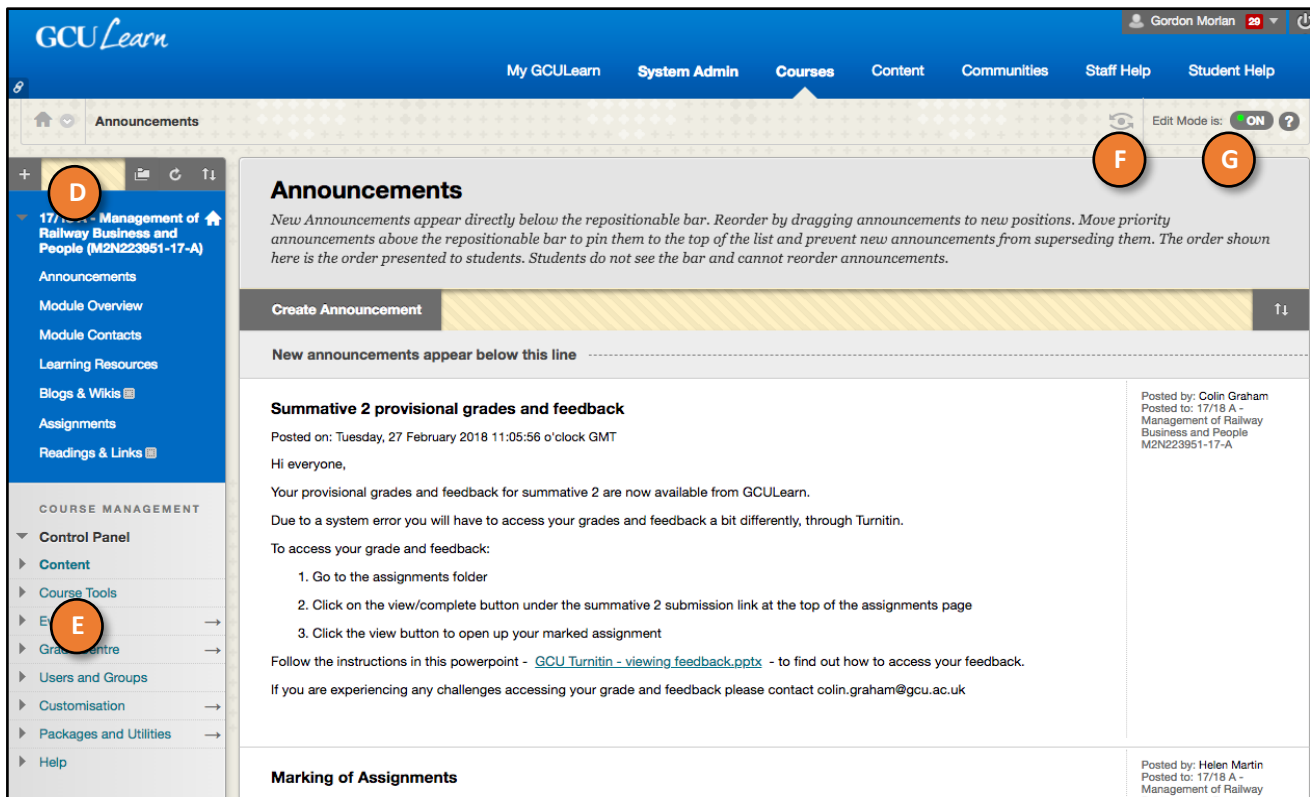 GCU Learn
Gordon Morlan 29
My GCULearn System Admin Courses Content Communities Staff Help Student Help
Announcements
Edit Mode is: ON ?
F
G
D
17/18 A - Management of
Railway Business and
People (M2N223951-17-A)
Announcements
Module Overview
Module Contacts
Learning Resources
Blogs & Wikis
Assignments
Readings & Links
COURSE MANAGEMENT
Control Panel
Content
Course Tools
E
Grade Centre
Users and Groups
Customisation
Packages and Utilities
Help
Announcements
New Announcements appear directly below the repositionable bar. Reorder by dragging announcements to new positions. Move priority
announcements above the repositionable bar to pin them to the top of the list and prevent new announcements from superseding them. The order shown
here is the order presented to students. Students do not see the bar and cannot reorder announcements.
Create Announcement
New announcements appear below this line
Summative 2 provisional grades and feedback
Posted on: Tuesday, 27 February 2018 11:05:56 o'clock GMT
Hi everyone,
Your provisional grades and feedback for summative 2 are now available from GCULearn.
Due to a system error you will have to access your grades and feedback a bit differently, through Turnitin.
To access your grade and feedback:
1. Go to the assignments folder
2. Click on the view/complete button under the summative 2 submission link at the top of the assignments page
3. Click the view button to open up your marked assignment
Follow the instructions in this powerpoint - GCU Turnitin - viewing feedback.pptx - to find out how to access your feedback.
If you are experiencing any challenges accessing your grade and feedback please contact colin.graham@gcu.ac.uk
Posted by: Colin Graham
Posted to: 17/18 A -
Management of Railway
Business and People
M2N223951-17-A
Marking of Assignments
Posted by: Helen Martin
Posted to: 17/18 A -
Management of Railway